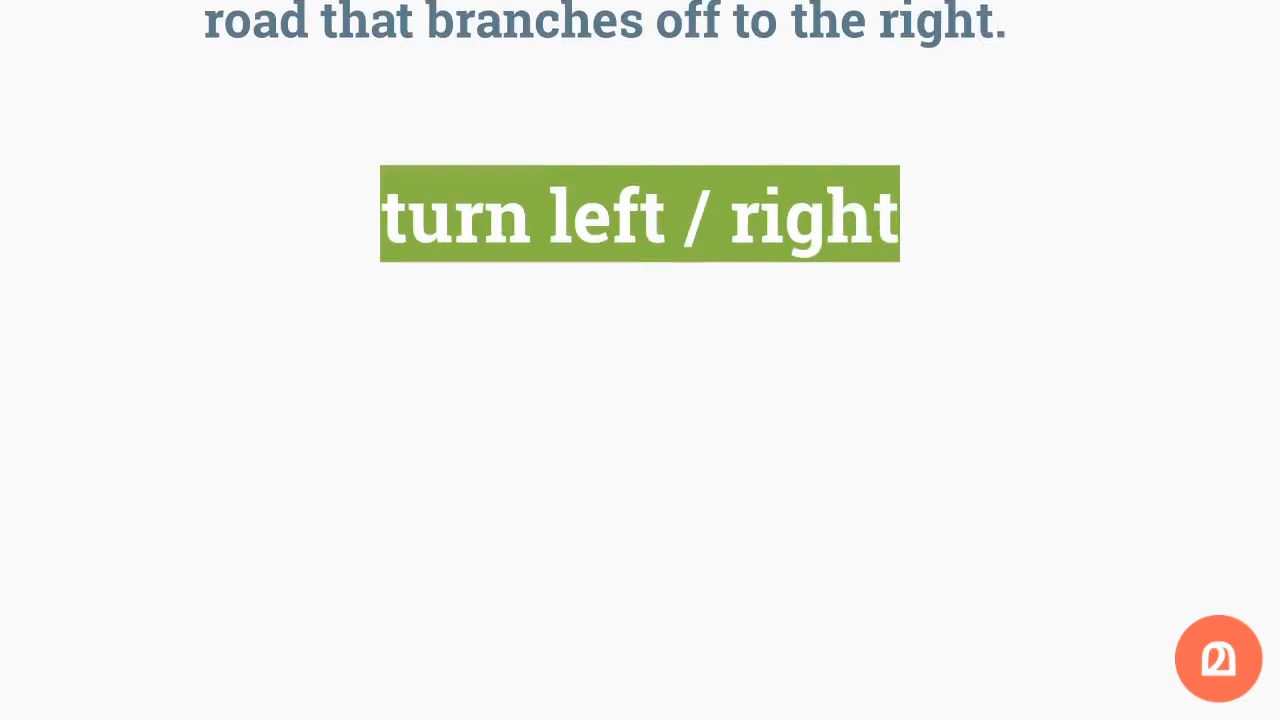 road that branches off to the right.
turn left / right
മ